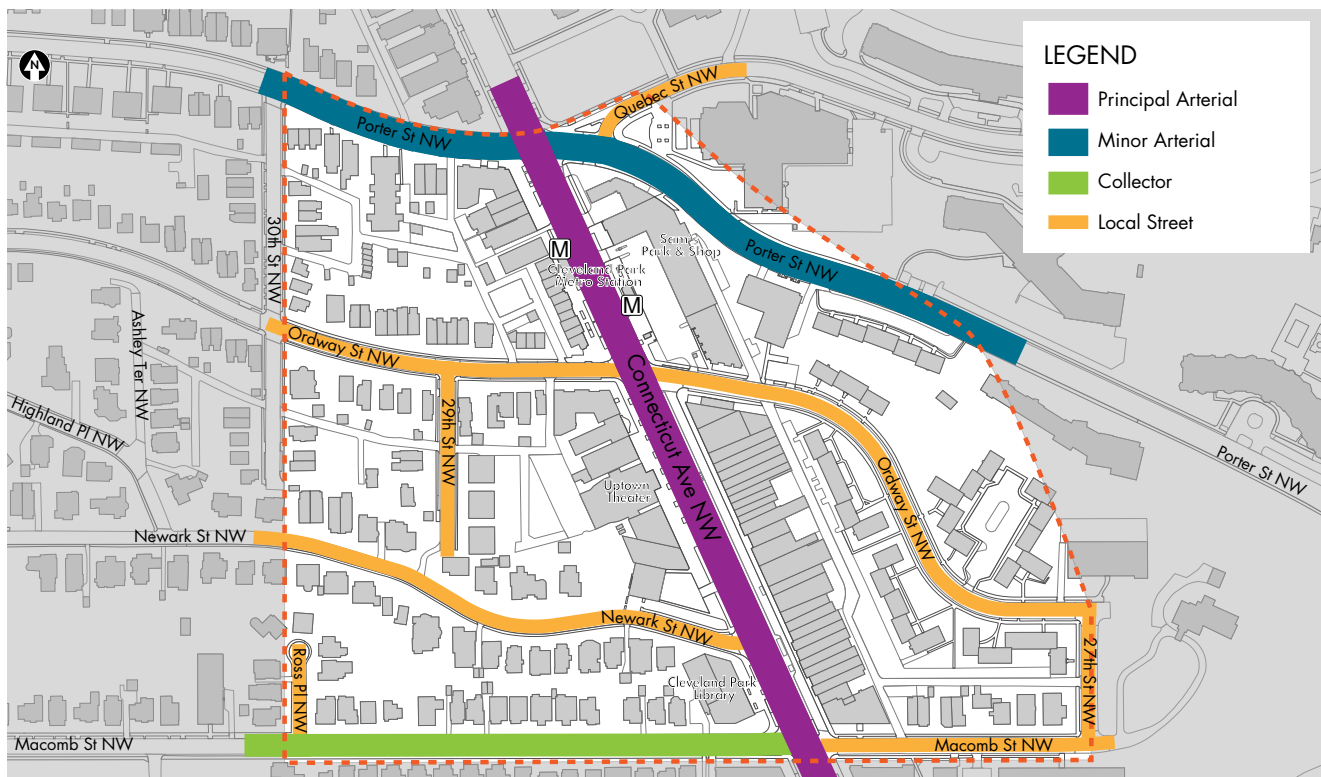 N
LEGEND
Principal Arterial
Minor Arterial
Collector
Local Street
Quebec St NW
Porter St NW
30th St NW
M
Cleveland Park
Metro Station
M
Sam's
Park & Shop
Porter St NW
Ashley Ter NW
Ordway St NW
Highland Pl NW
29th St NW
Connecticut Ave NW
Uptown
Theater
Ordway St NW
Porter St NW
Newark St NW
Newark St NW
Ross Pl NW
Cleveland Park
Library
27th St NW
Macomb St NW
Macomb St NW